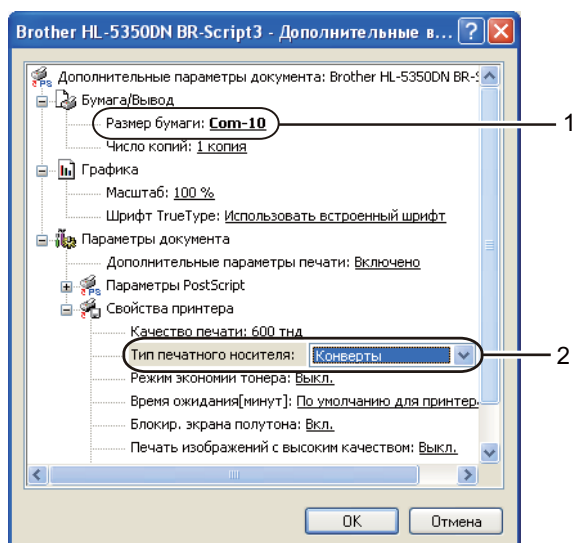 Brother HL-5350DN BR-Script3 - Дополнительные в...
Дополнительные параметры документа: Brother HL-5350DN BR-
Бумага/Вывод
Размер бумаги: Com-10
1
Число копий: 1 копия
Графика
Масштаб: 100 %
Шрифт TrueType: Использовать встроенный шрифт
Параметры документа
Дополнительные параметры печати: Включено
Параметры PostScript
Свойства принтера
Качество печати: 600 тнд
Тип печатного носителя: Конверты
2
Режим экономии тонера: Выкл.
Время ожидания[минут]: По умолчанию для принтер
Блокир. экрана полутона: Вкл.
Печать изображений с высоким качеством: Выкл.
OK Отмена